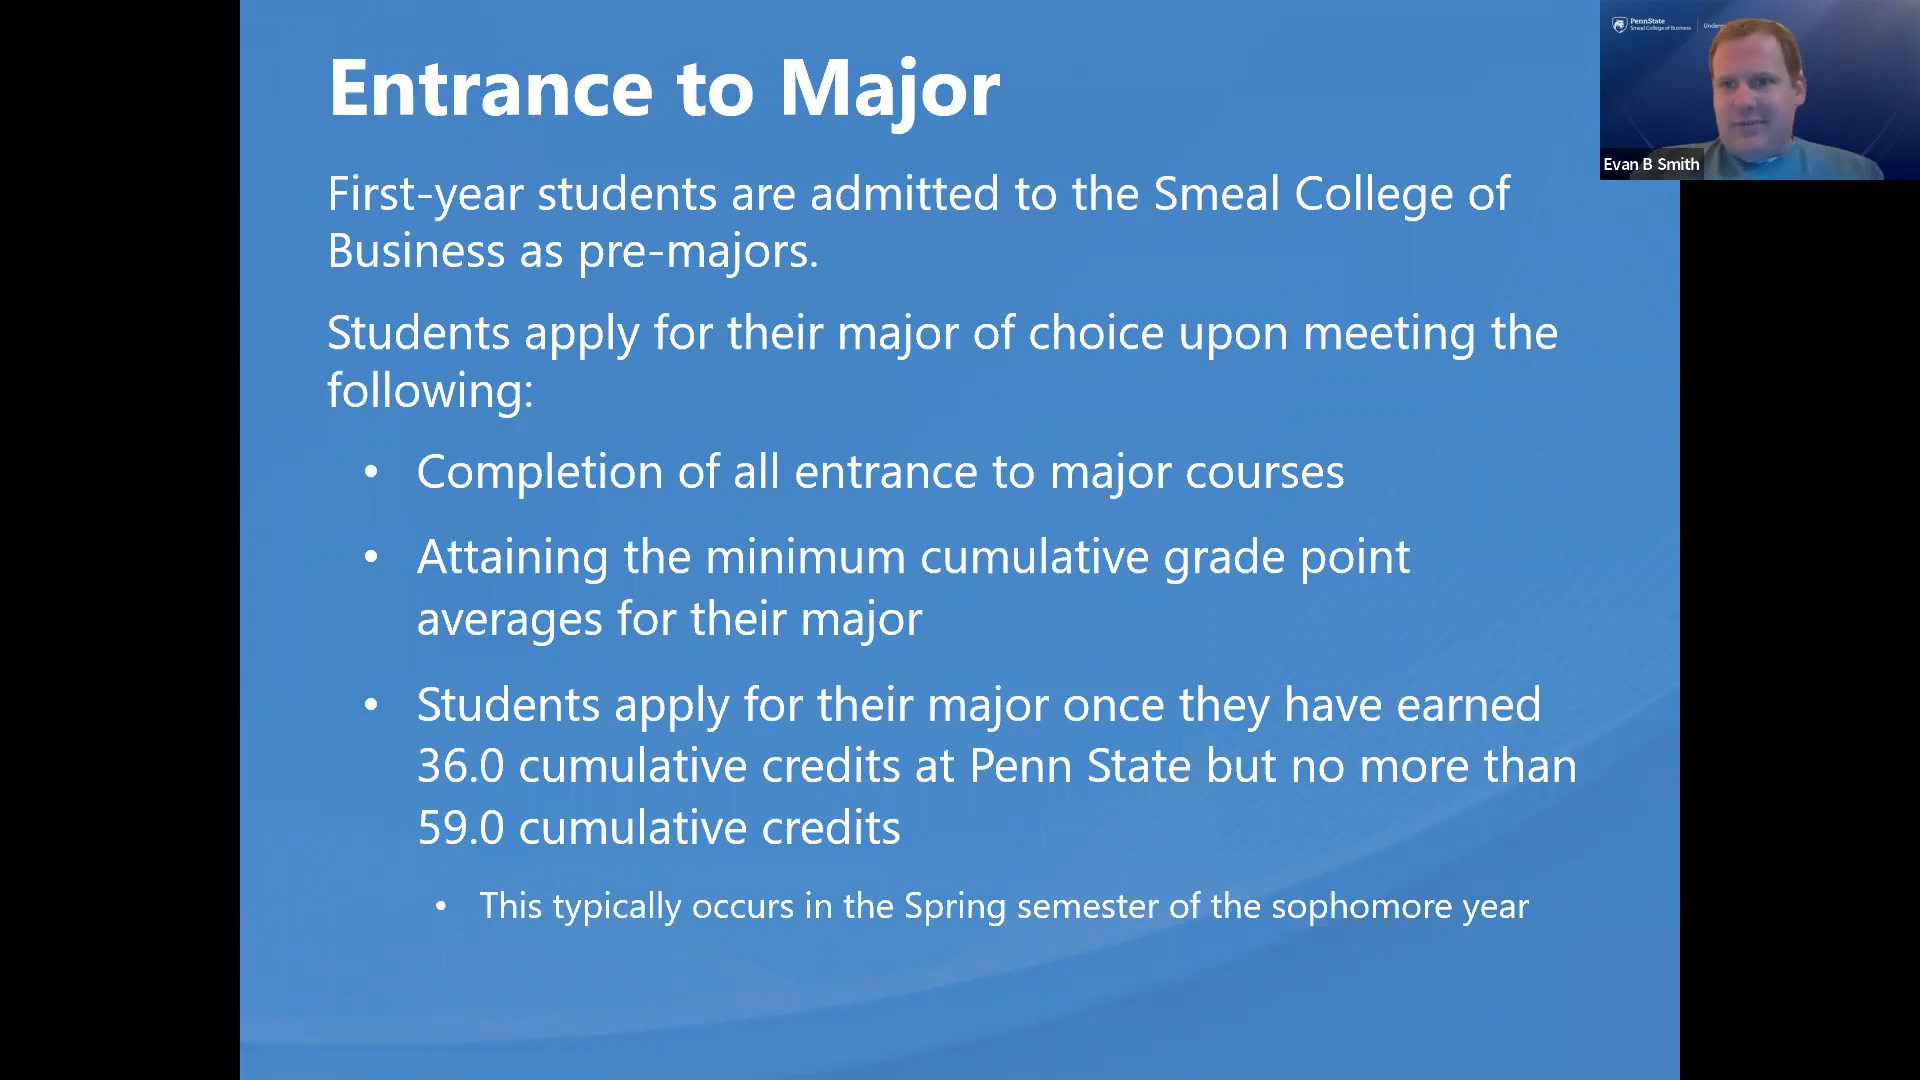 Entrance to Major
First-year students are admitted to the Smeal College of
Business as pre-majors.
Students apply for their major of choice upon meeting the
following:
• Completion of all entrance to major courses
• Attaining the minimum cumulative grade point
averages for their major
• Students apply for their major once they have earned
36.0 cumulative credits at Penn State but no more than
59.0 cumulative credits
• This typically occurs in the Spring semester of the sophomore year
PennState
Smeal College of Business
Evan B Smith